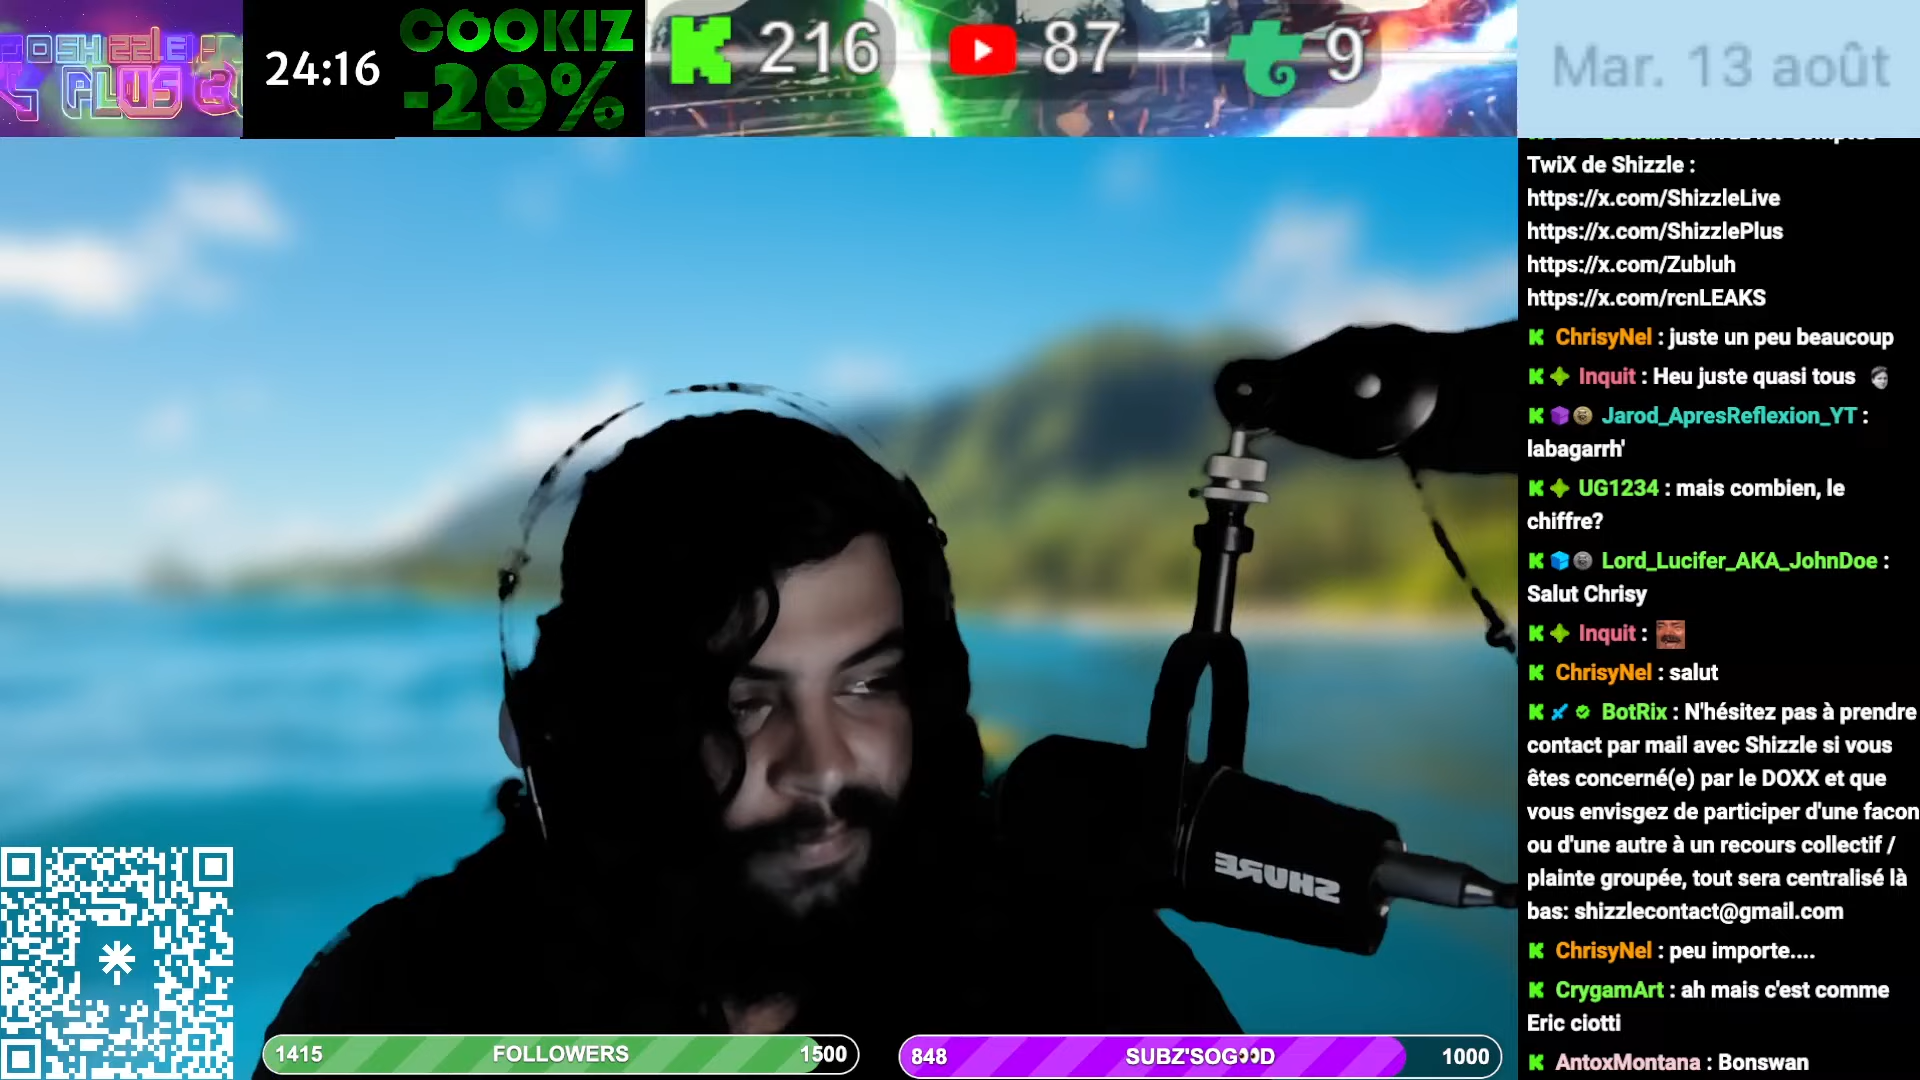 OSHIZZLE
PLUS
24:16
COOKIZ
-20%
216
87
9
Mar. 13 août
TwiX de Shizzle :
https://x.com/ShizzleLive
https://x.com/ShizzlePlus
https://x.com/Zubluh
https://x.com/rcnLEAKS
ChrisyNel : juste un peu beaucoup
Inquit : Heu juste quasi tous
Jarod_ApresReflexion_YT :
labagarrh'
UG1234 : mais combien, le
chiffre?
Lord_Lucifer_AKA_JohnDoe :
Salut Chrisy
Inquit :
ChrisyNel : salut
BotRix : N'hésitez pas à prendre
contact par mail avec Shizzle si vous
êtes concerné(e) par le DOXX et que
vous envisgez de participer d'une facon
ou d'une autre à un recours collectif /
plainte groupée, tout sera centralisé là
bas: shizzlecontact@gmail.com
ChrisyNel : peu importe....
CrygamArt : ah mais c'est comme
Eric ciotti
AntoxMontana : Bonswan
SHURE
1415 FOLLOWERS 1500
848 SUBZ'SOG👀D 1000